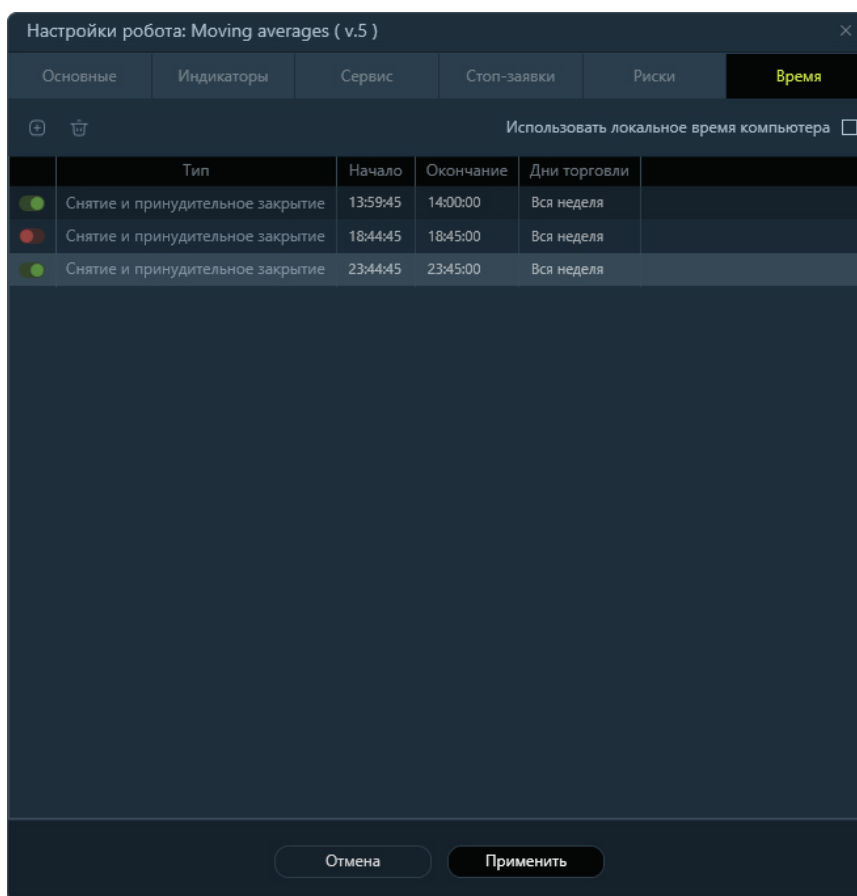 Настройки робота: Moving averages ( v.5 )
Основные Индикаторы Сервис Стоп-заявки Риски Время
Использовать локальное время компьютера
Тип Начало Окончание Дни торговли
Снятие и принудительное закрытие 13:59:45 14:00:00 Вся неделя
Снятие и принудительное закрытие 18:44:45 18:45:00 Вся неделя
Снятие и принудительное закрытие 23:44:45 23:45:00 Вся неделя
Отмена Применить